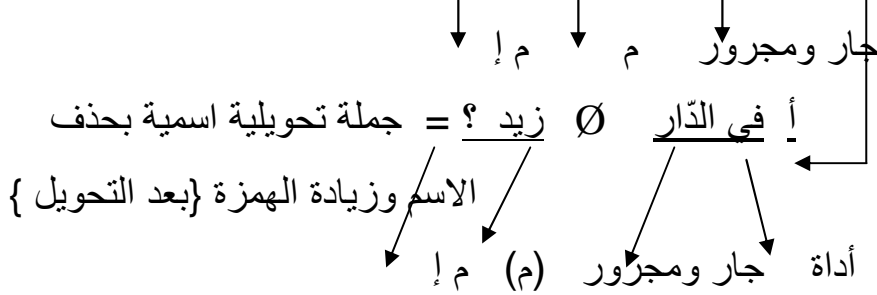 جار ومجرور م م إ
أ في الدّار Ø زيد ؟ = جملة تحويلية اسمية بحذف
الاسم وزيادة الهمزة {بعد التحويل }
أداة جار ومجرور (م) م إ